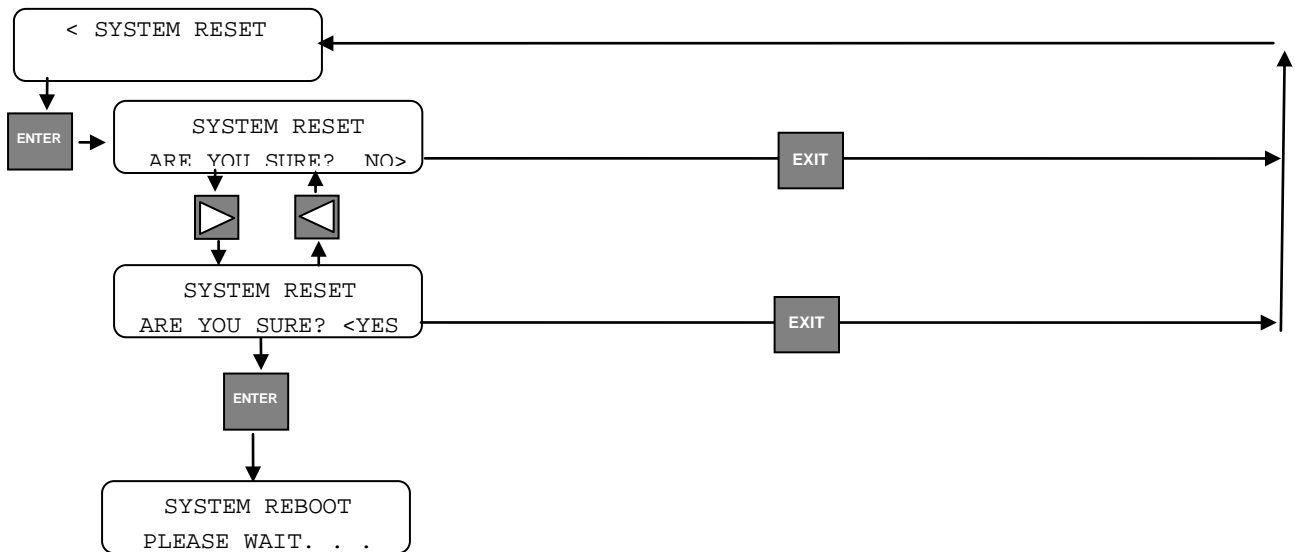 < SYSTEM RESET
ENTER
SYSTEM RESET
ARE YOU SURE? NO>
EXIT
SYSTEM RESET
ARE YOU SURE? <YES
EXIT
ENTER
SYSTEM REBOOT
PLEASE WAIT. . .